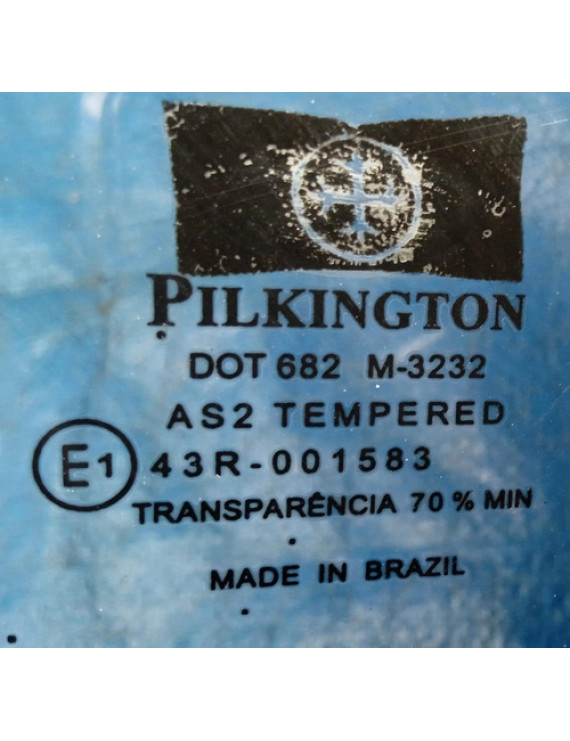 PILKINGTON
DOT 682 M-3232
AS2 TEMPERED
E1 43R-001583
TRANSPARÊNCIA 70 % MIN
MADE IN BRAZIL